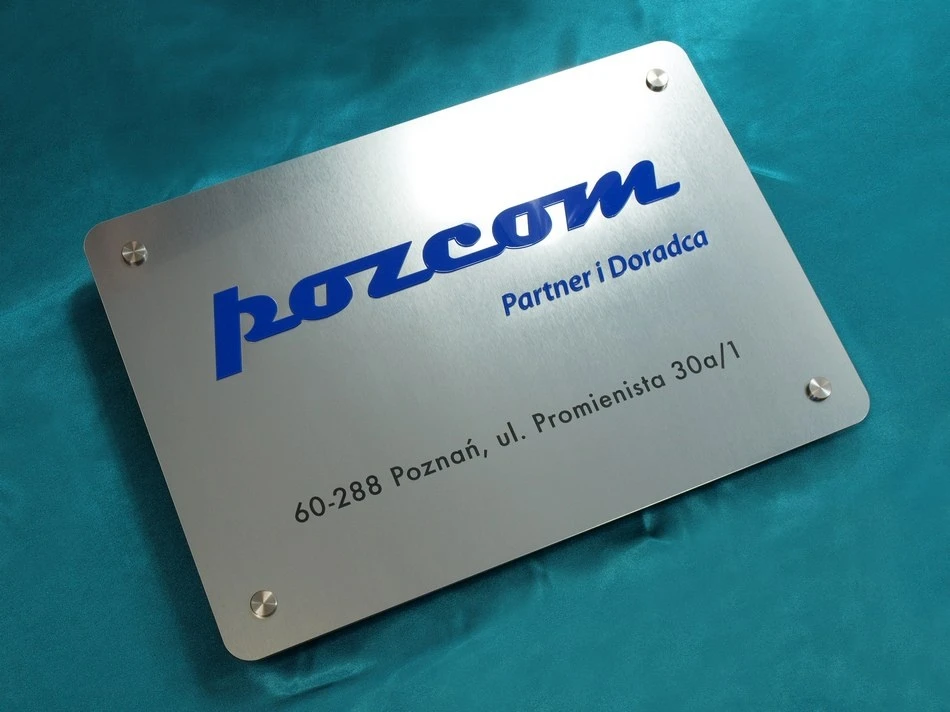 pozcom
Partner i Doradca
60-288 Poznań, ul. Promienista 30a/1